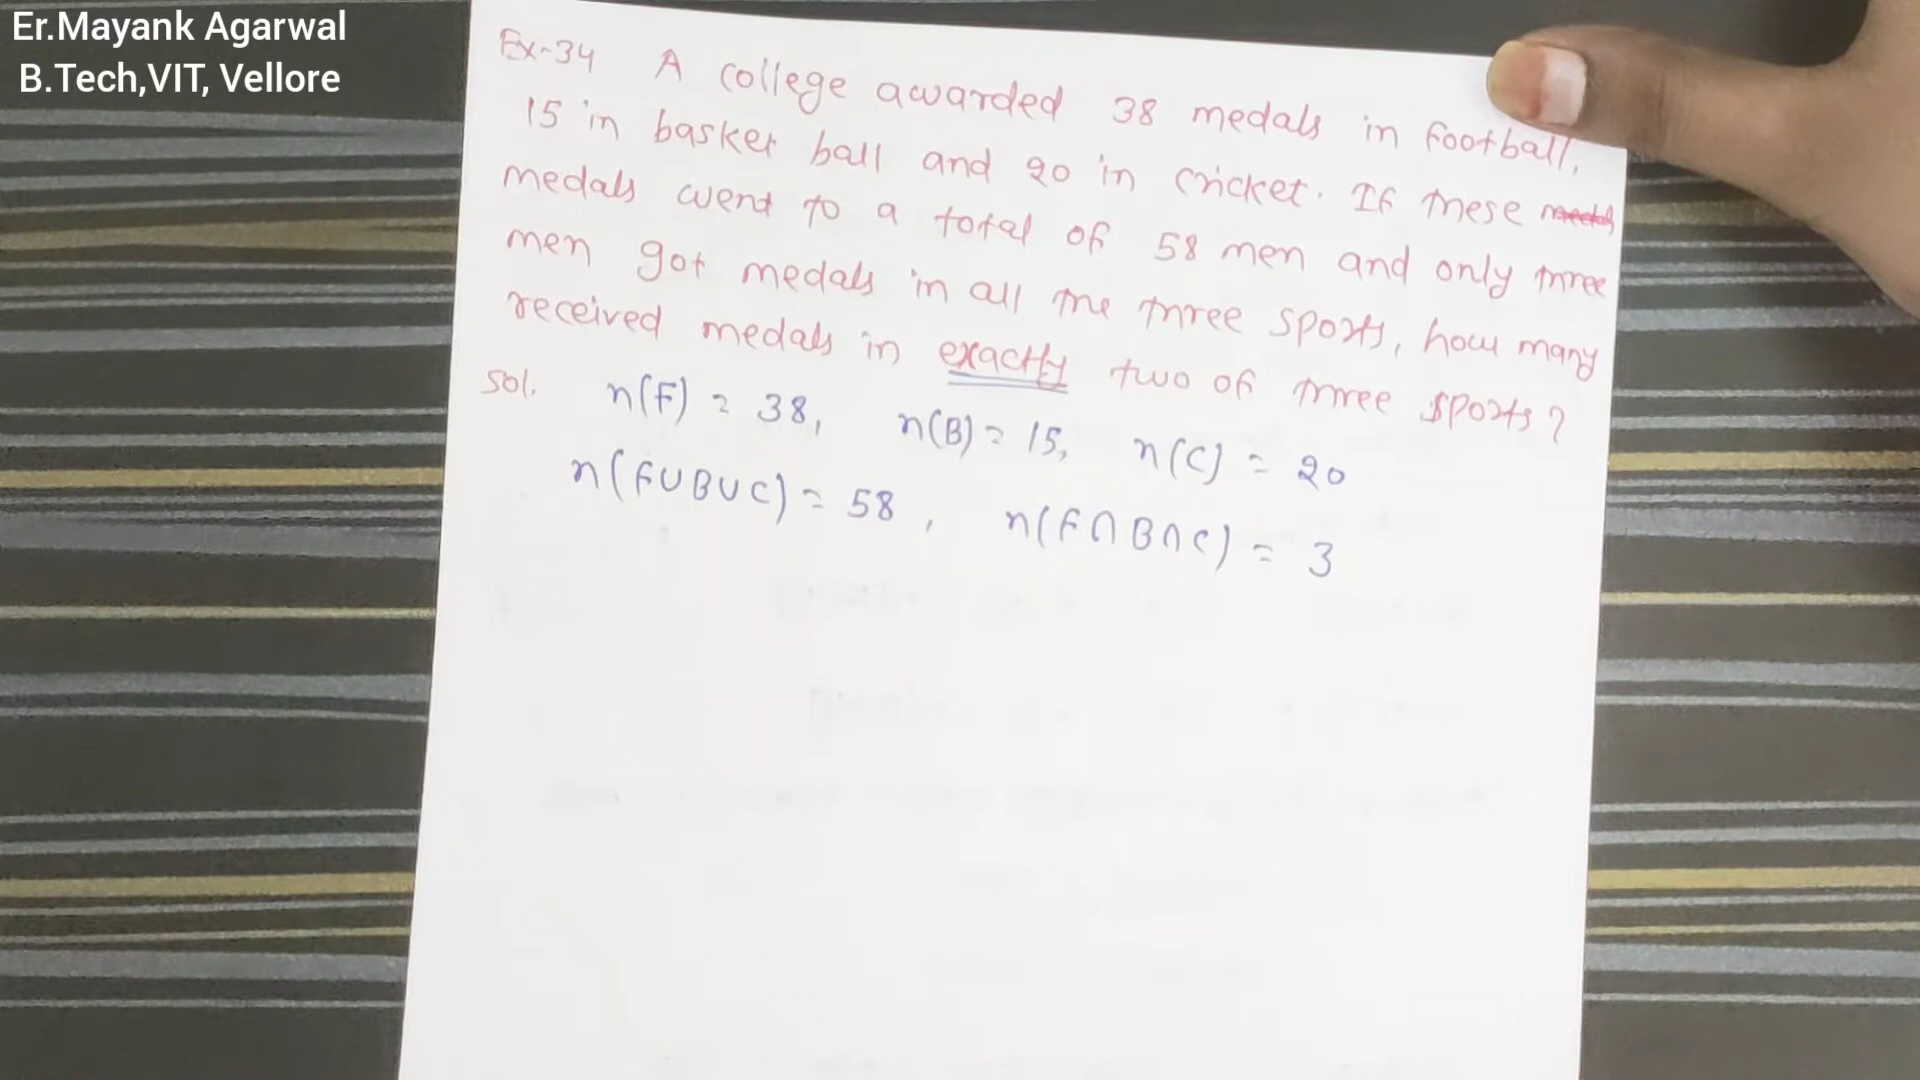 Er.Mayank Agarwal
B.Tech,VIT, Vellore
Ex-34 A college awarded 38 medals in football,
15 in basket ball and 20 in cricket. If these
medals went to a total of 58 men and only three
men got medals in all the three sports, how many
received medals in exactly two of three sports?
Sol. n(F) = 38, n(B) = 15, n(C) = 20
n(F∪B∪C) = 58, n(F∩B∩C) = 3